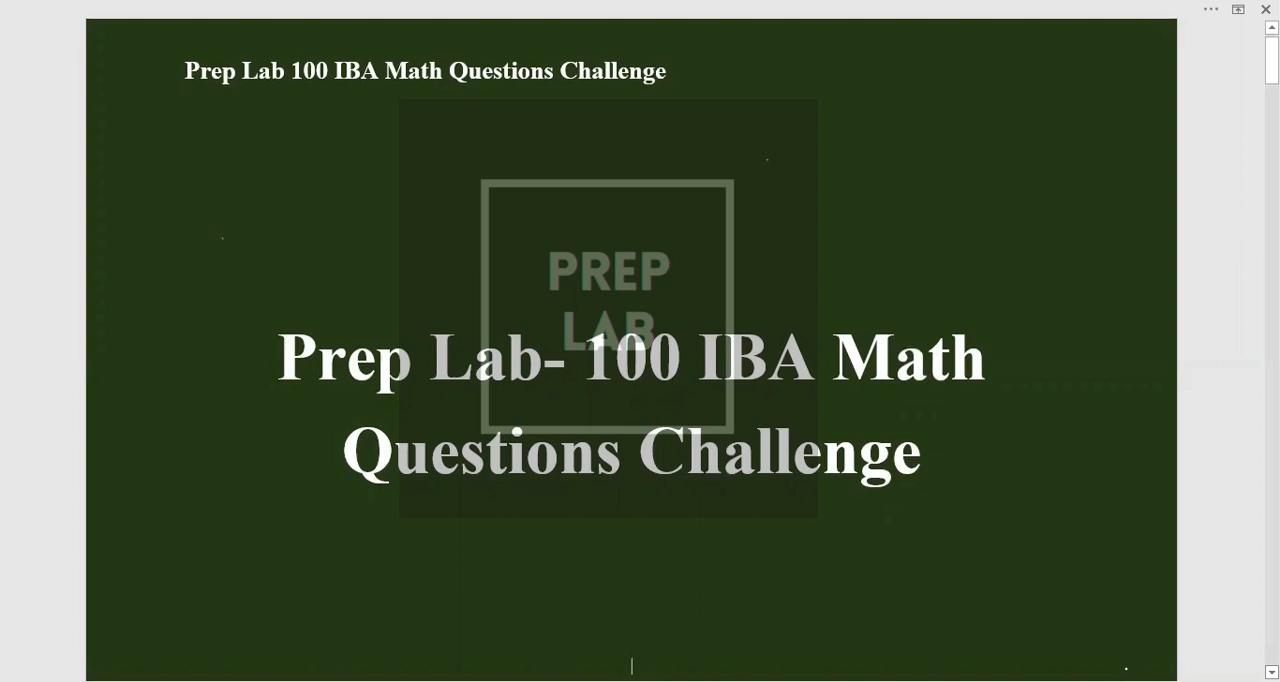 Prep Lab 100 IBA Math Questions Challenge
PREP
LAB
Prep Lab- 100 IBA Math
Questions Challenge